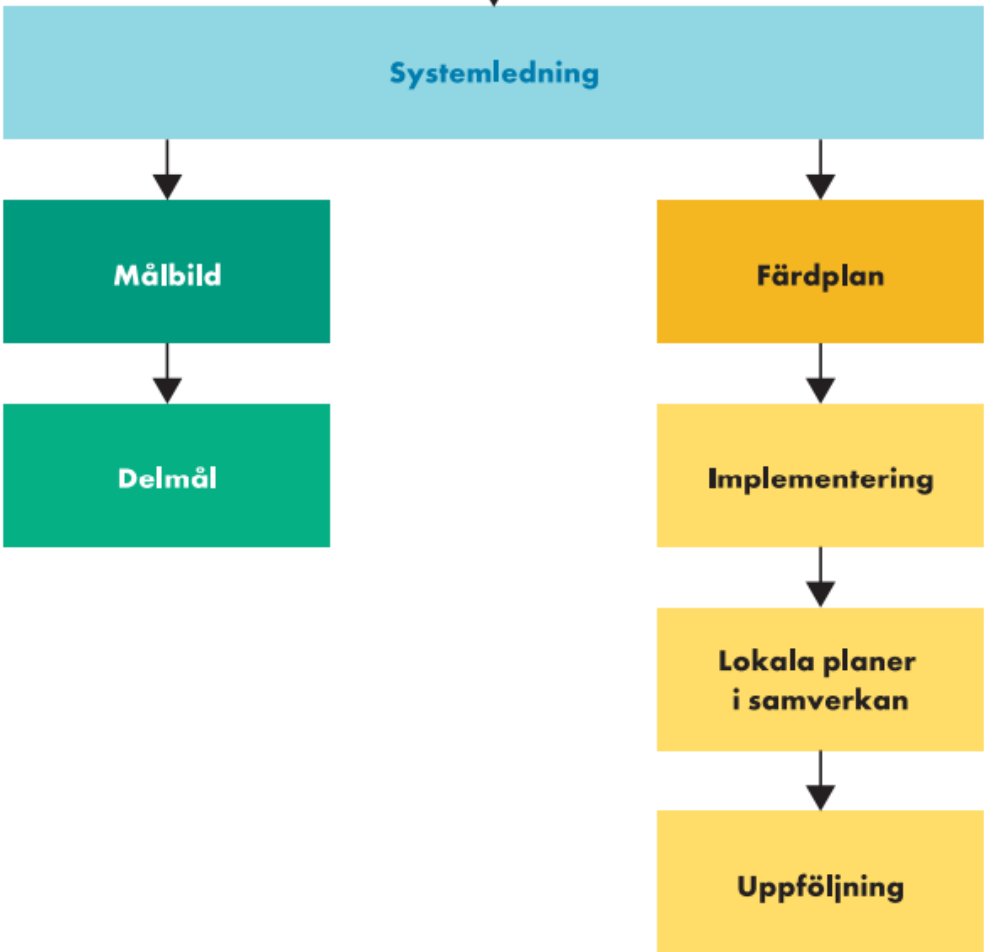 Systemledning
Målbild
Färdplan
Delmål
Implementering
Lokala planer
i samverkan
Uppföljning